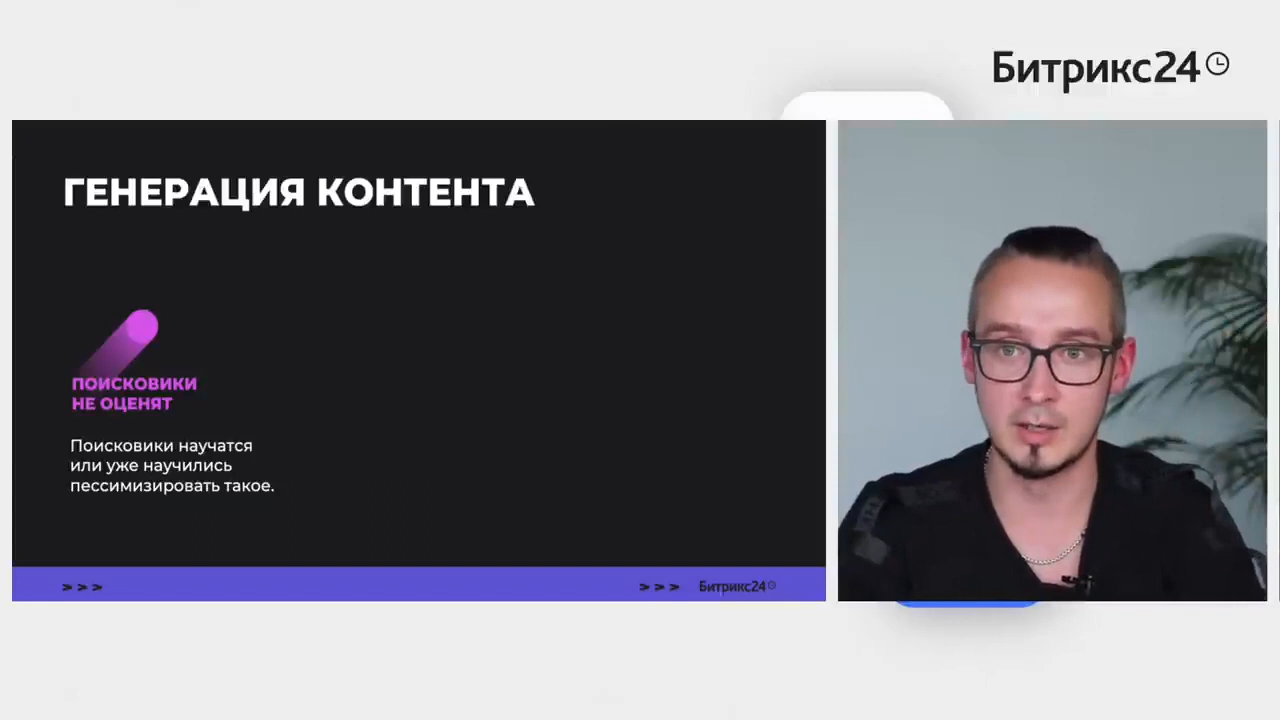 Битрикс24
ГЕНЕРАЦИЯ КОНТЕНТА
ПОИСКОВИКИ
НЕ ОЦЕНЯТ
Поисковики научатся
или уже научились
пессимизировать такое.
> > >
> > > Битрикс24